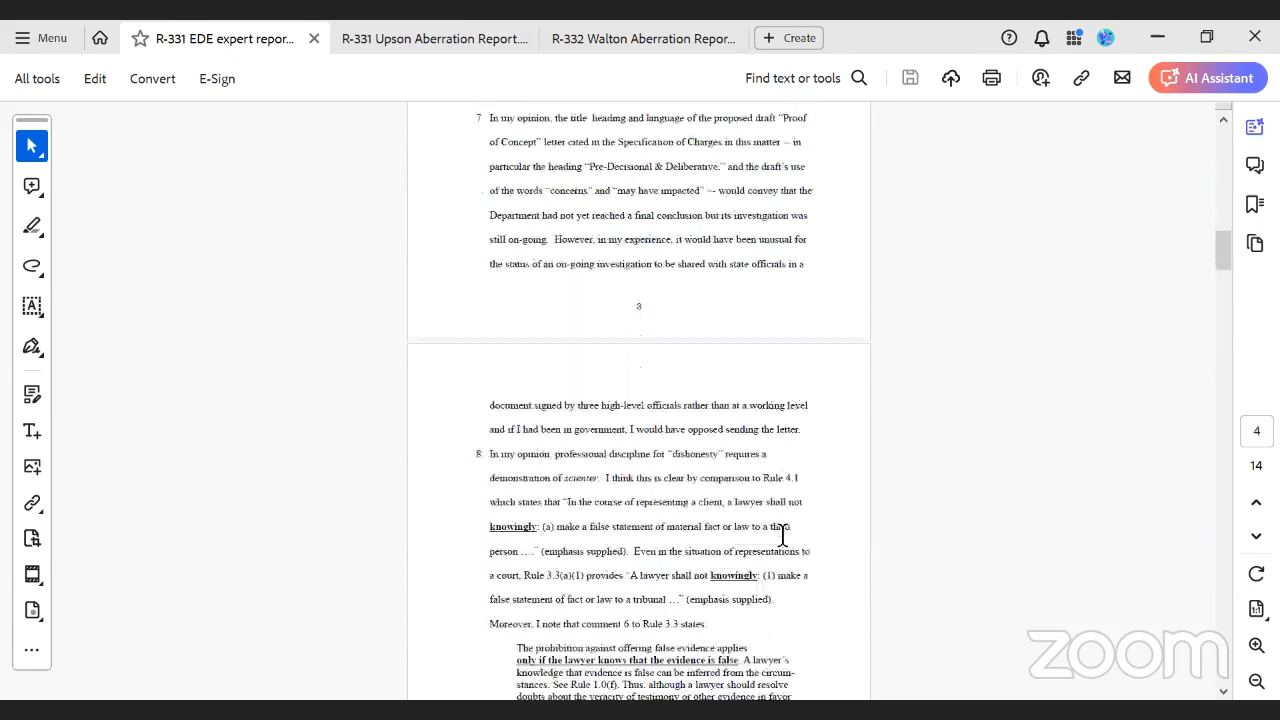 Menu
R-331 EDE expert repor...
R-331 Upson Aberration Report....
R-332 Walton Aberration Repor...
Create
All tools
Edit
Convert
E-Sign
Find text or tools
AI Assistant
7 In my opinion, the title heading and language of the proposed draft “Proof
of Concept” letter cited in the Specification of Charges in this matter – in
particular the heading “Pre-Decisional & Deliberative,” and the draft’s use
of the words “concerns,” and “may have impacted” –- would convey that the
Department had not yet reached a final conclusion but its investigation was
still on-going. However, in my experience, it would have been unusual for
the status of an on-going investigation to be shared with state officials in a
3
document signed by three high-level officials rather than at a working level
and if I had been in government, I would have opposed sending the letter.
8. In my opinion, professional discipline for “dishonesty” requires a
demonstration of scienter. I think this is clear by comparison to Rule 4.1
which states that “In the course of representing a client, a lawyer shall not
knowingly: (a) make a false statement of material fact or law to a third
person ….” (emphasis supplied). Even in the situation of representations to
a court, Rule 3.3(a)(1) provides “A lawyer shall not knowingly: (1) make a
false statement of fact or law to a tribunal …” (emphasis supplied).
Moreover, I note that comment 6 to Rule 3.3 states:
The prohibition against offering false evidence applies
only if the lawyer knows that the evidence is false. A lawyer’s
knowledge that evidence is false can be inferred from the circum-
stances. See Rule 1.0(f). Thus, although a lawyer should resolve
doubts about the veracity of testimony or other evidence in favor
4
14
1:1
zoom